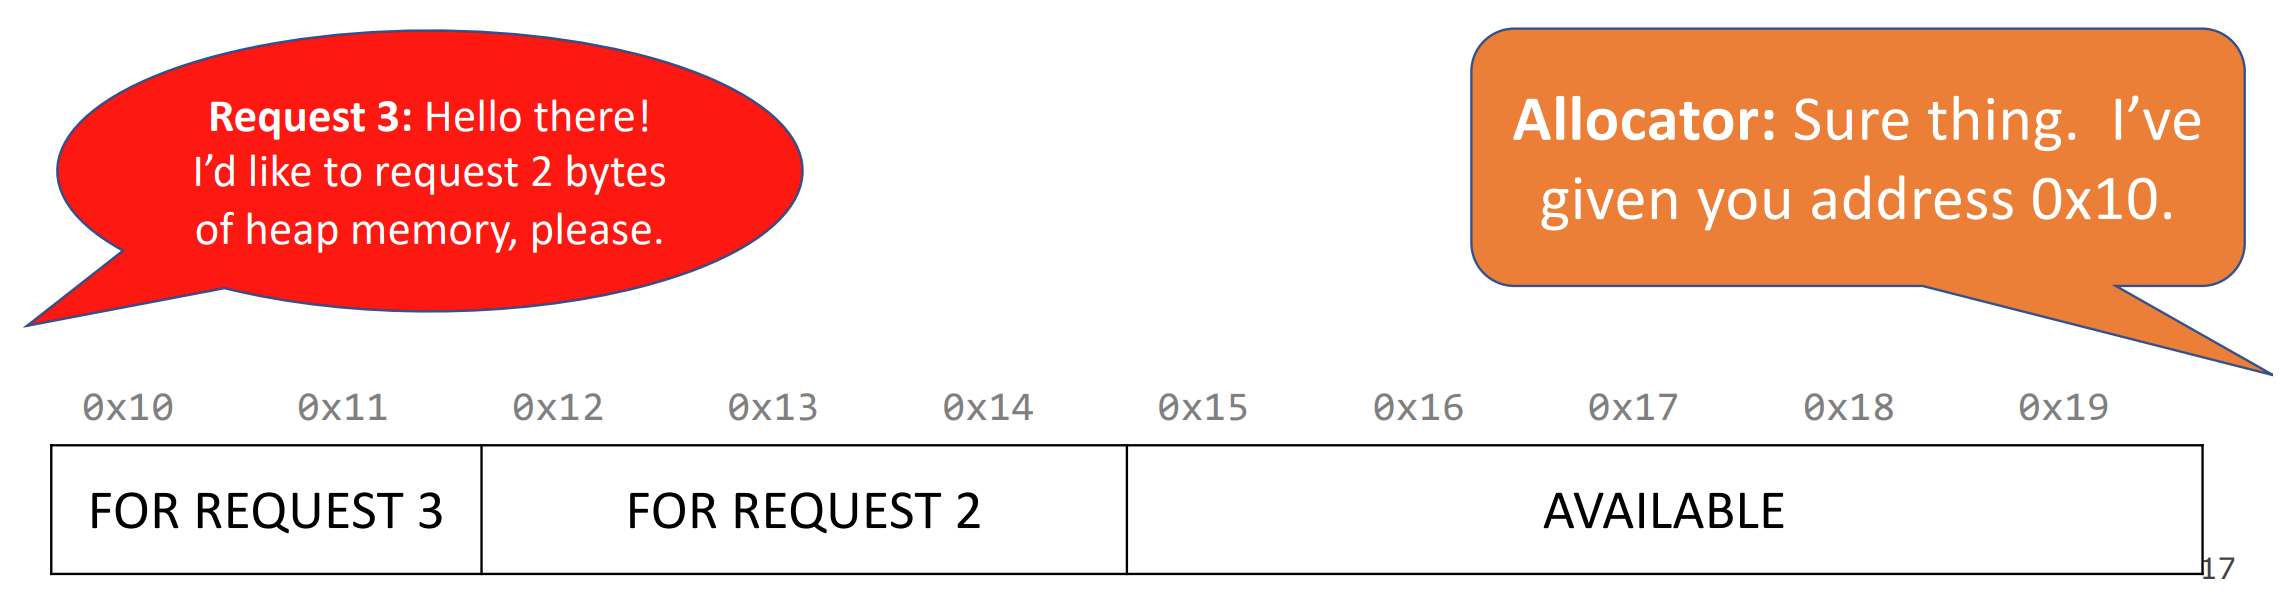 Request 3: Hello there!
I’d like to request 2 bytes
of heap memory, please.
Allocator: Sure thing.  I’ve
given you address 0x10.
0x10 0x11 0x12 0x13 0x14 0x15 0x16 0x17 0x18 0x19
FOR REQUEST 3 FOR REQUEST 2 AVAILABLE
17